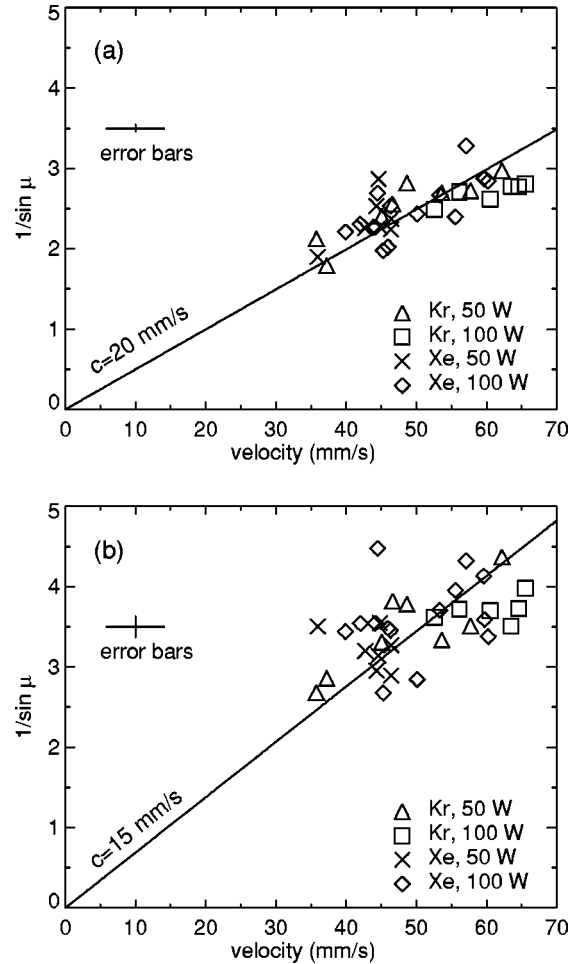 5
(a)
4
error bars
3
1/sin μ
2
c=20 mm/s
1
0
Kr, 50 W
Kr, 100 W
Xe, 50 W
Xe, 100 W
0 10 20 30 40 50 60 70
velocity (mm/s)
5
(b)
4
error bars
3
1/sin μ
2
c=15 mm/s
1
0
Kr, 50 W
Kr, 100 W
Xe, 50 W
Xe, 100 W
0 10 20 30 40 50 60 70
velocity (mm/s)